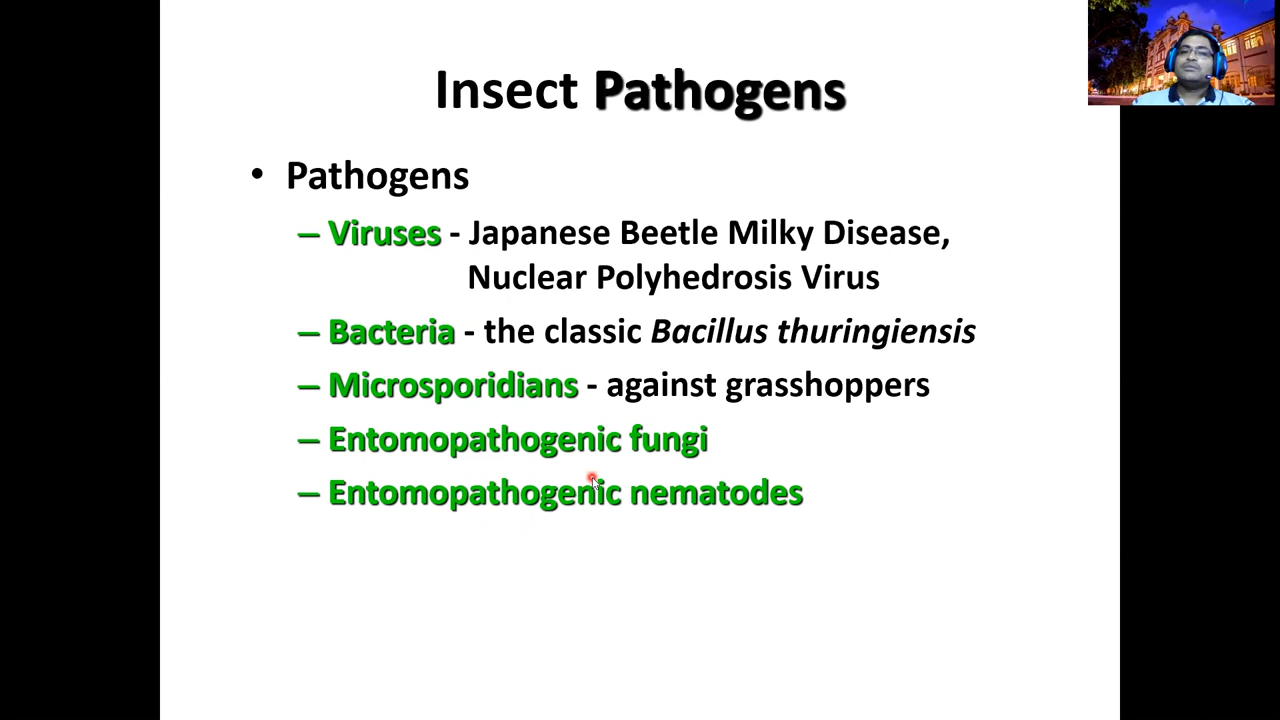 Insect Pathogens
• Pathogens
– Viruses - Japanese Beetle Milky Disease,
Nuclear Polyhedrosis Virus
– Bacteria - the classic Bacillus thuringiensis
– Microsporidians - against grasshoppers
– Entomopathogenic fungi
– Entomopathogenic nematodes